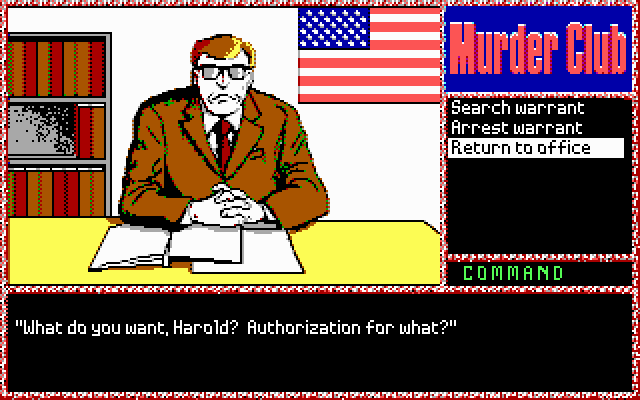 Murder Club
Search warrant
Arrest warrant
Return to office
COMMAND
"What do you want, Harold?  Authorization for what?"